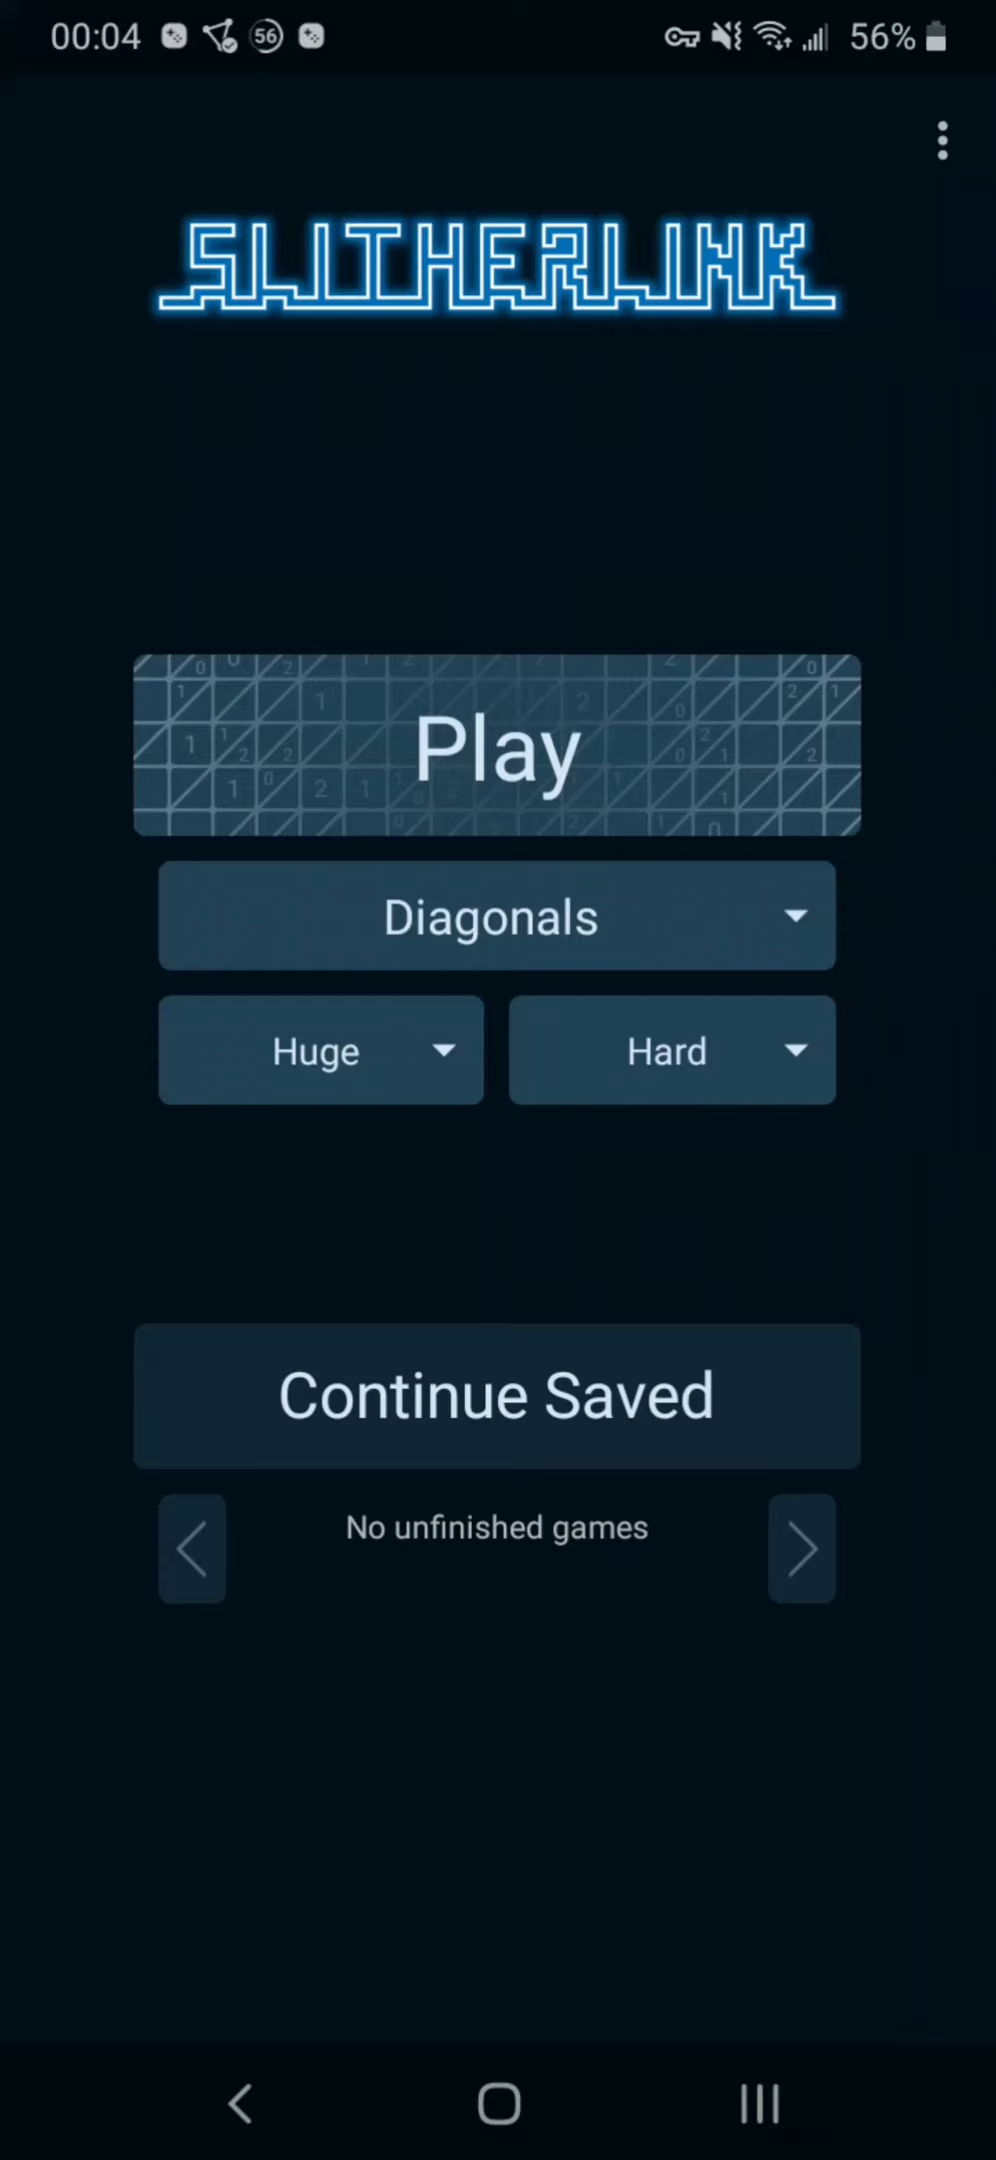 00:04 56 56%
SLITHERLINK
Play
Diagonals
Huge Hard
Continue Saved
No unfinished games